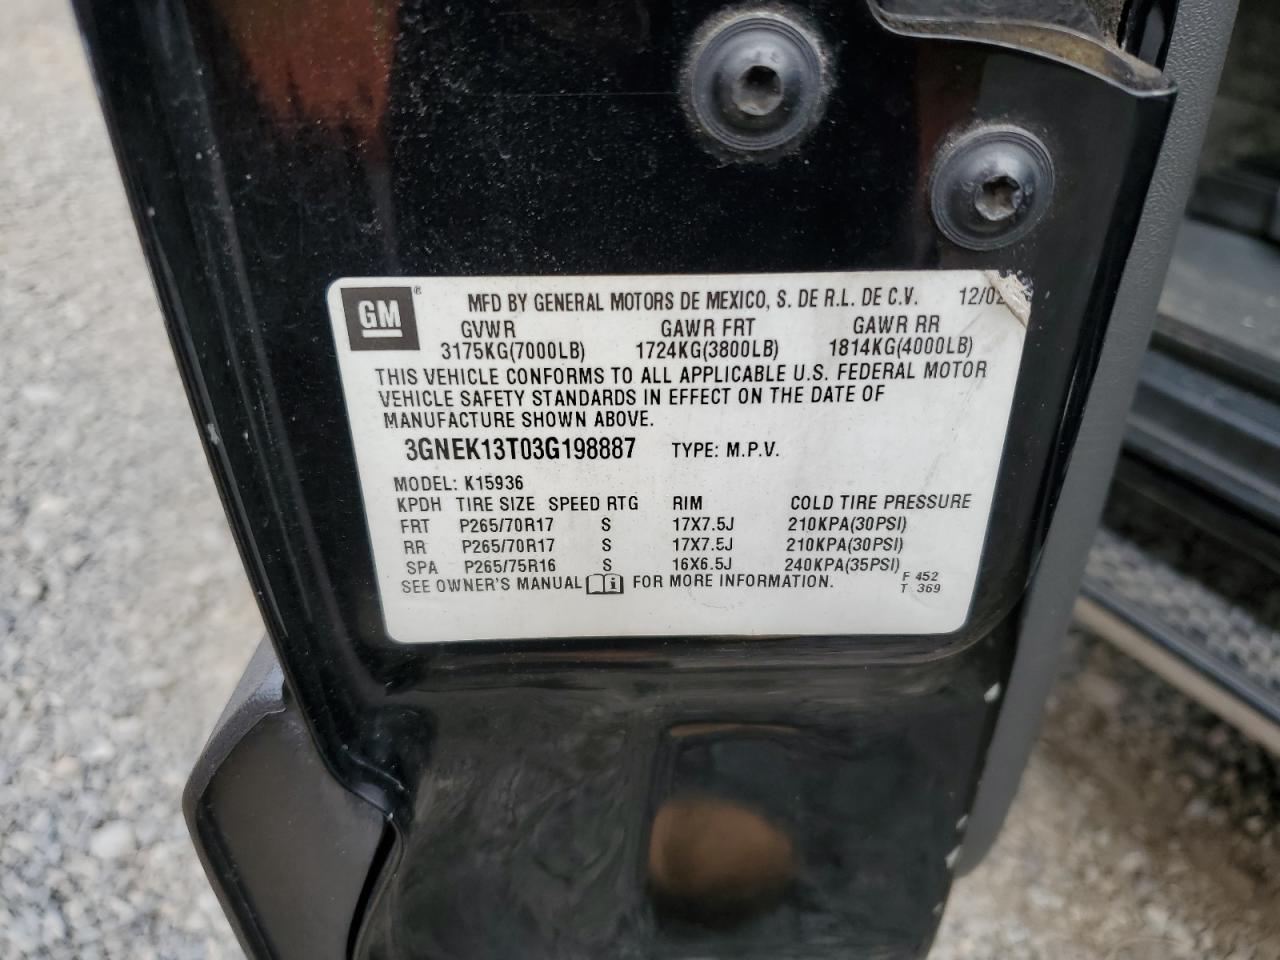 GM® MFD BY GENERAL MOTORS DE MEXICO, S. DE R.L. DE C.V. 12/02
GVWR GAWR FRT GAWR RR
3175KG(7000LB) 1724KG(3800LB) 1814KG(4000LB)
THIS VEHICLE CONFORMS TO ALL APPLICABLE U.S. FEDERAL MOTOR
VEHICLE SAFETY STANDARDS IN EFFECT ON THE DATE OF
MANUFACTURE SHOWN ABOVE.
3GNEK13T03G198887 TYPE: M.P.V.
MODEL: K15936
KPDH TIRE SIZE SPEED RTG RIM COLD TIRE PRESSURE
FRT P265/70R17 S 17X7.5J 210KPA(30PSI)
RR P265/70R17 S 17X7.5J 210KPA(30PSI)
SPA P265/75R16 S 16X6.5J 240KPA(35PSI)
SEE OWNER'S MANUAL i FOR MORE INFORMATION. F 452
T 369